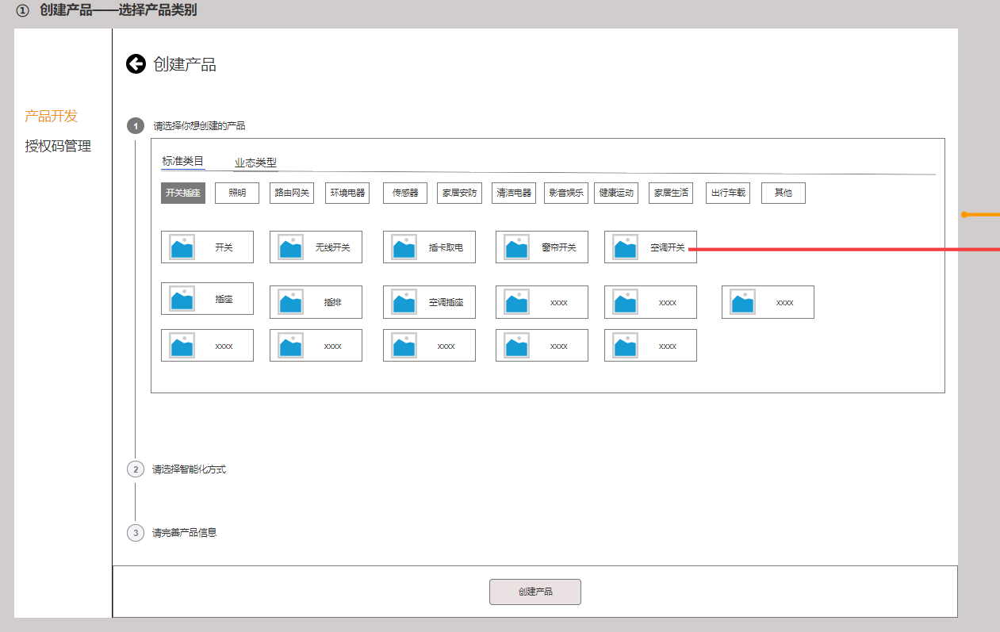 ① 创建产品——选择产品类别
创建产品
产品开发
授权码管理
1 请选择你想创建的产品
标准类目 业态类型
开关插座 照明 路由网关 环境电器 传感器 家居安防 清洁电器 影音娱乐 健康运动 家居生活 出行车载 其他
开关 无线开关 插卡取电 窗帘开关 空调开关
插座 插排 空调插座 xxxx xxxx xxxx
xxxx xxxx xxxx xxxx xxxx
2 请选择智能化方式
3 请完善产品信息
创建产品